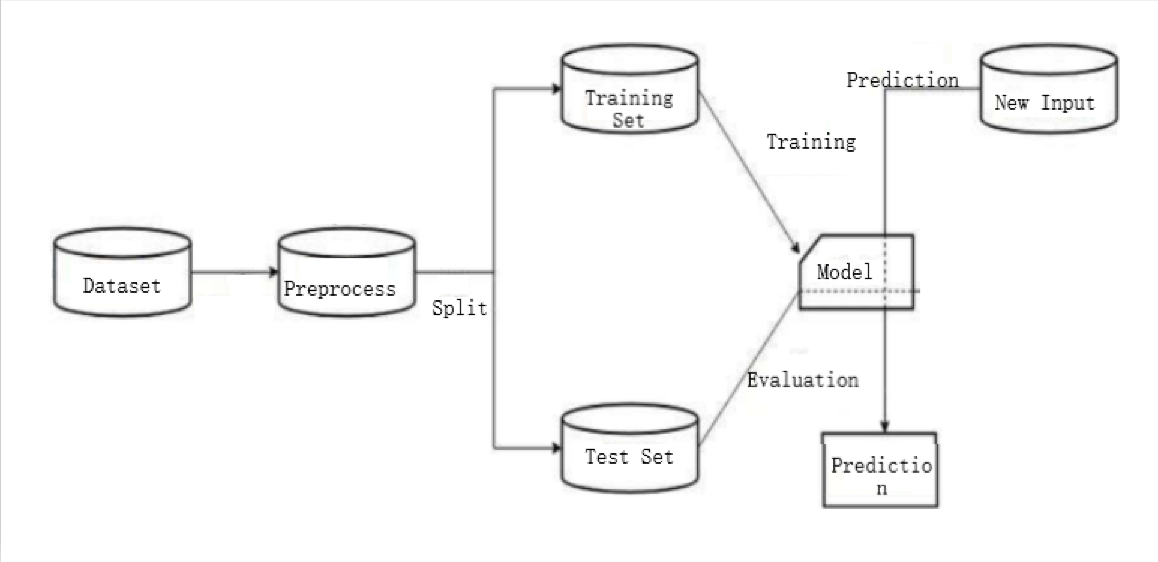 Dataset
Preprocess
Split
Training
Set
Test Set
Training
Evaluation
Model
Prediction
New Input
Predictio
n